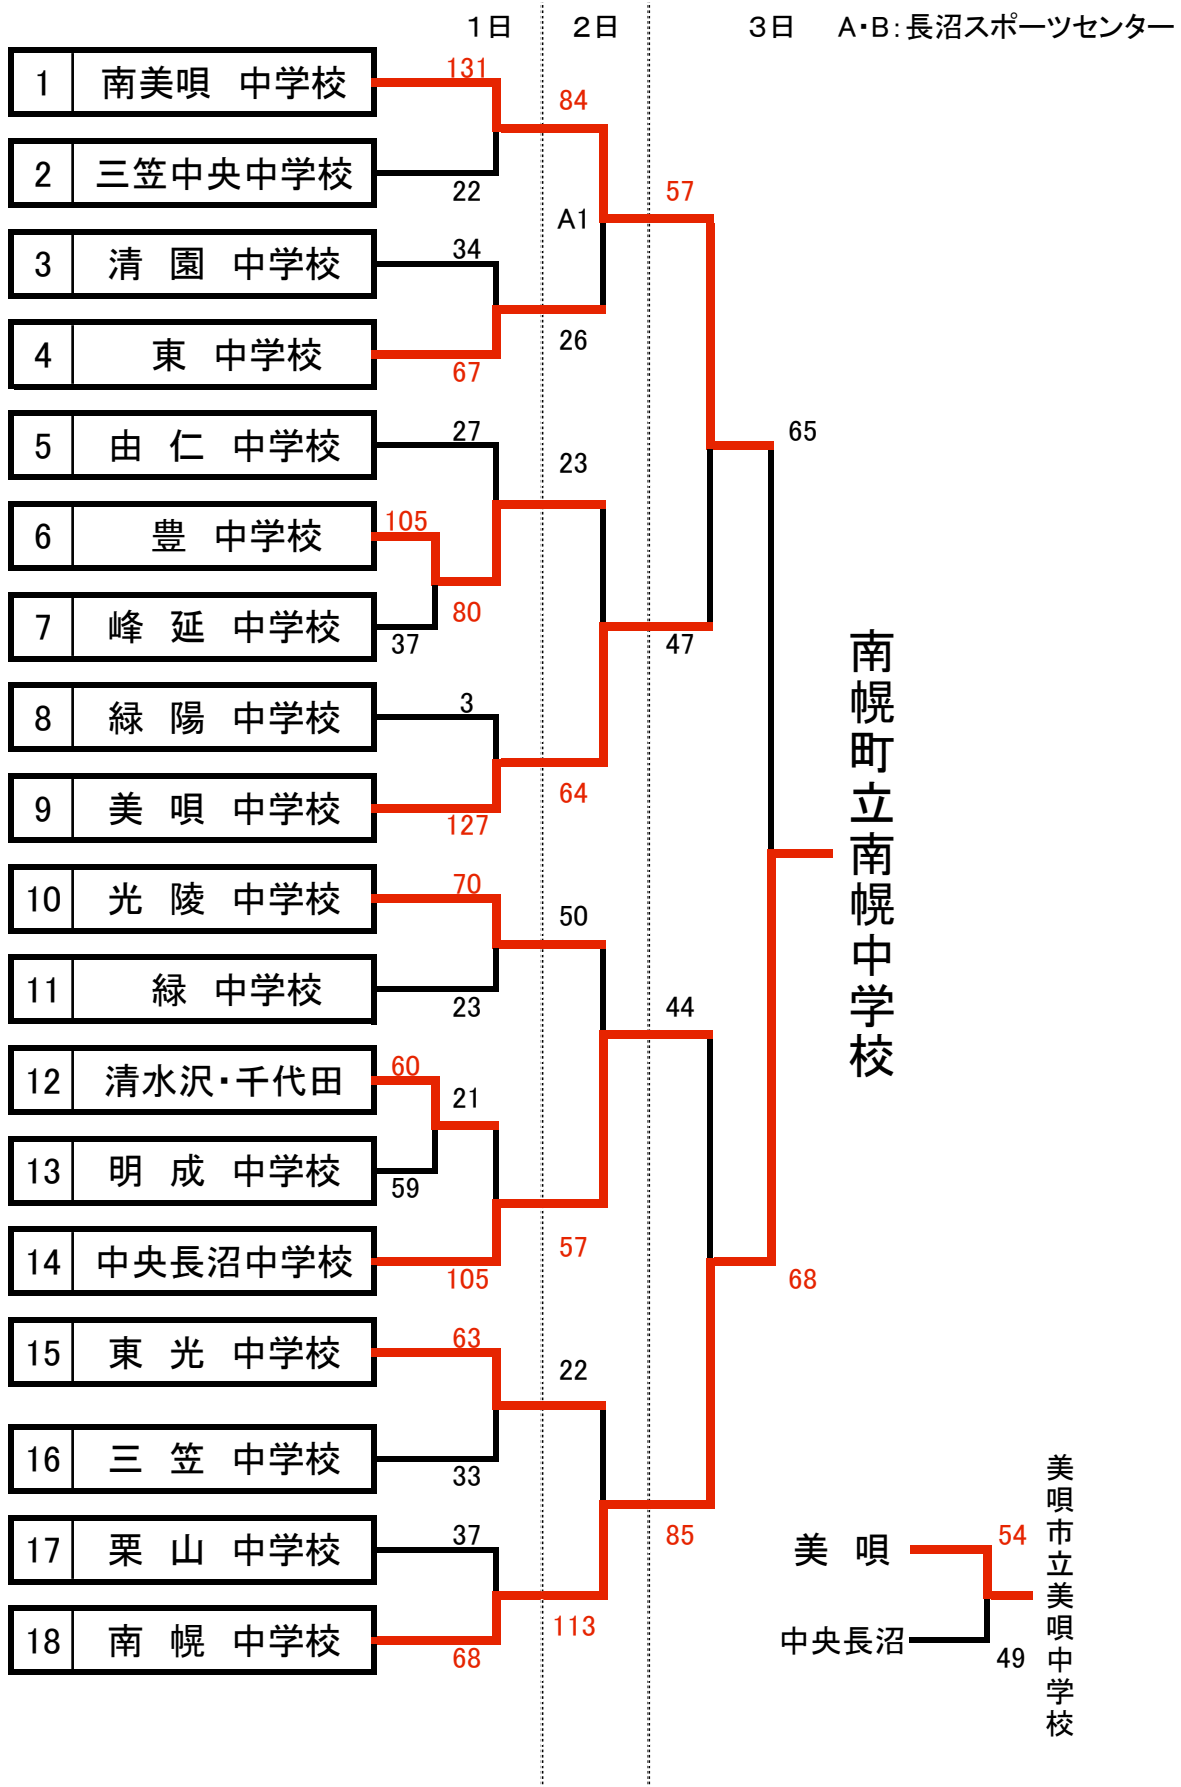 1日 2日 3日 A・B：長沼スポーツセンター
1 南美唄 中学校
131
84
2 三笠中央中学校
22
A1
57
3 清 園 中学校
34
4 東 中学校
67
26
5 由 仁 中学校
27
23
65
6 豊 中学校
105
80
7 峰 延 中学校
37
47
8 緑 陽 中学校
3
9 美 唄 中学校
127
64
南幌町立南幌中学校
10 光 陵 中学校
70
50
11 緑 中学校
23
44
12 清水沢・千代田
60
21
13 明 成 中学校
59
14 中央長沼中学校
105
57
68
15 東 光 中学校
63
22
16 三 笠 中学校
33
17 栗 山 中学校
37
85
18 南 幌 中学校
68
113
美 唄
54
中央長沼
49
美唄市立美唄中学校